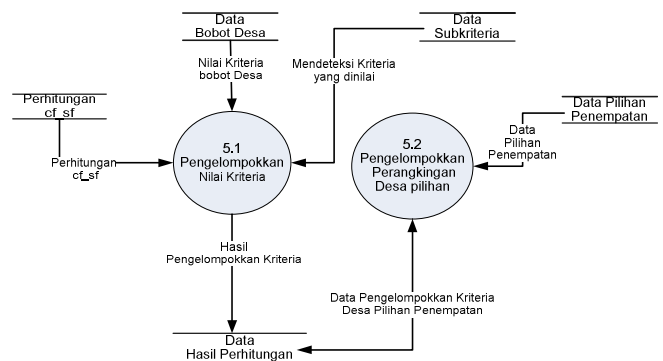 Data
Bobot Desa
Data
Subkriteria
Nilai Kriteria
bobot Desa
Mendeteksi Kriteria
yang dinilai
Perhitungan
cf_sf
Data Pilihan
Penempatan
5.1
Pengelompokkan
Nilai Kriteria
5.2
Pengelompokkan
Perangkingan
Desa pilihan
Data
Pilihan
Penempatan
Perhitungan
cf_sf
Hasil
Pengelompokkan Kriteria
Data Pengelompokkan Kriteria
Desa Pilihan Penempatan
Data
Hasil Perhitungan